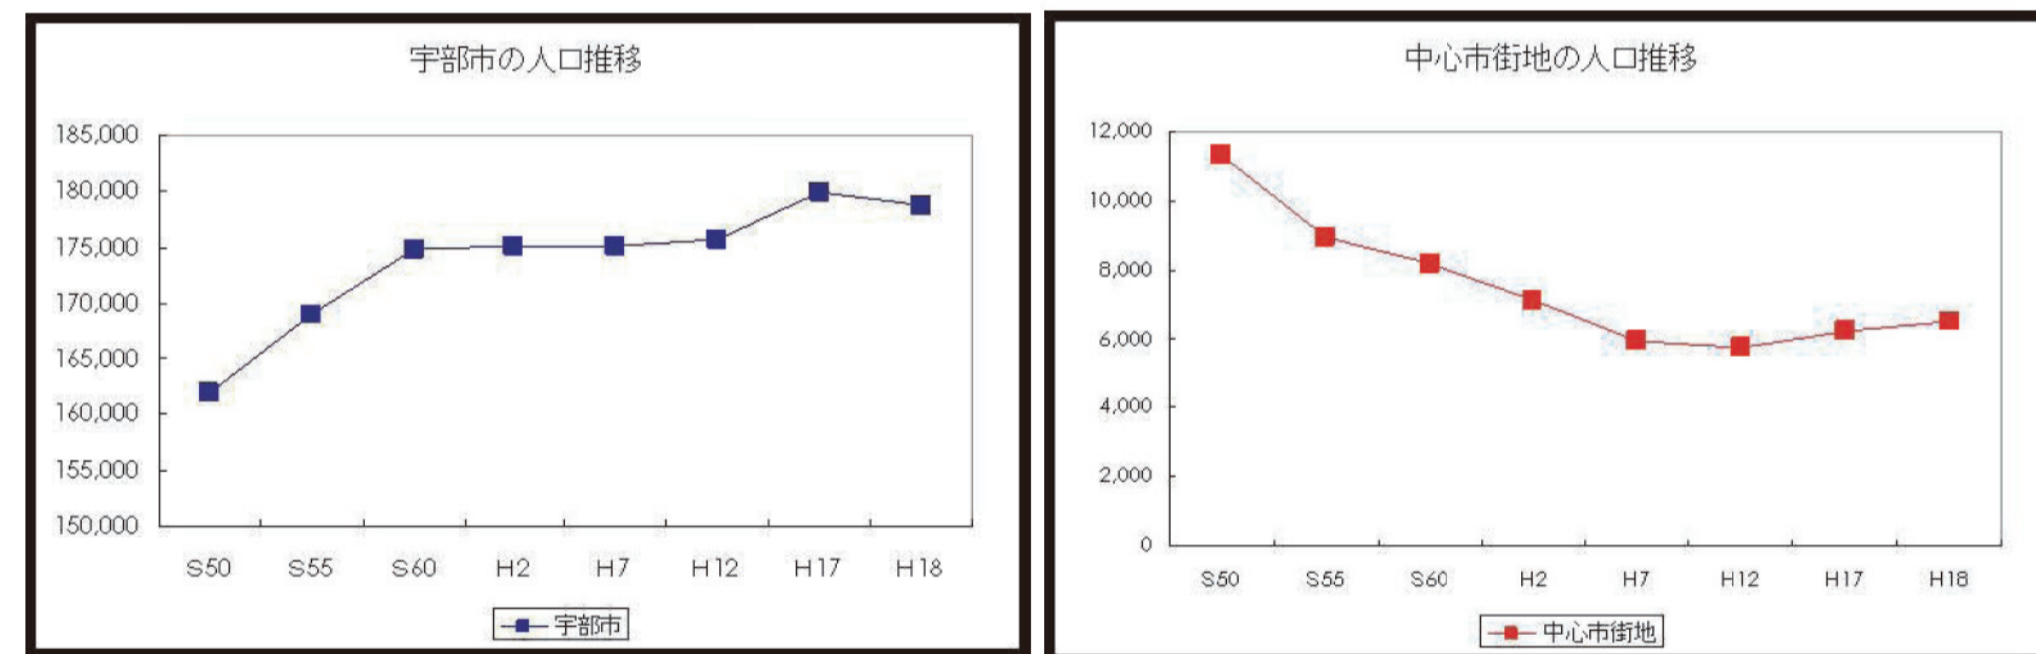 宇部市の人口推移
185,000
180,000
175,000
170,000
165,000
160,000
155,000
150,000
S50 S55 S60 H2 H7 H12 H17 H18
宇部市
中心市街地の人口推移
12,000
10,000
8,000
6,000
4,000
2,000
0
S50 S55 S60 H2 H7 H12 H17 H18
中心市街地